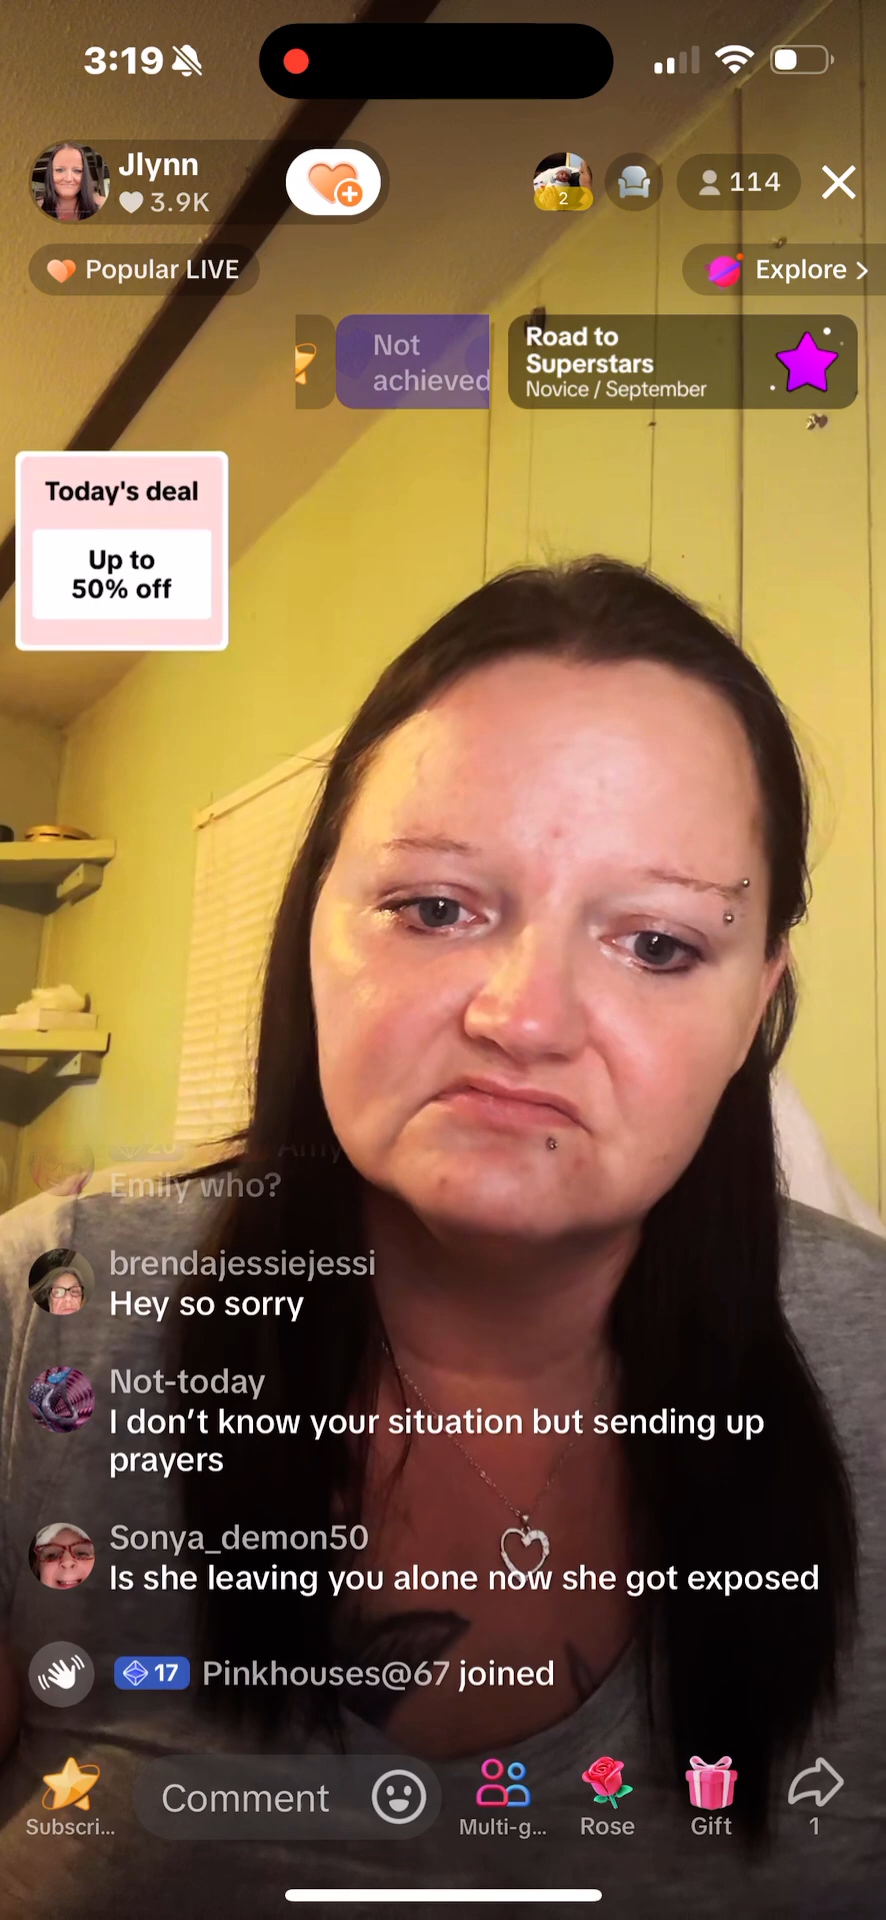 3:19
Jlynn
3.9K
2
114
Popular LIVE
Explore >
Not
achieved
Road to
Superstars
Novice / September
Today's deal
Up to
50% off
Emily who?
brendajessiejessi
Hey so sorry
Not-today
I don't know your situation but sending up
prayers
Sonya_demon50
Is she leaving you alone now she got exposed
17 Pinkhouses@67 joined
Comment
Subscri...
Multi-g...
Rose
Gift
1